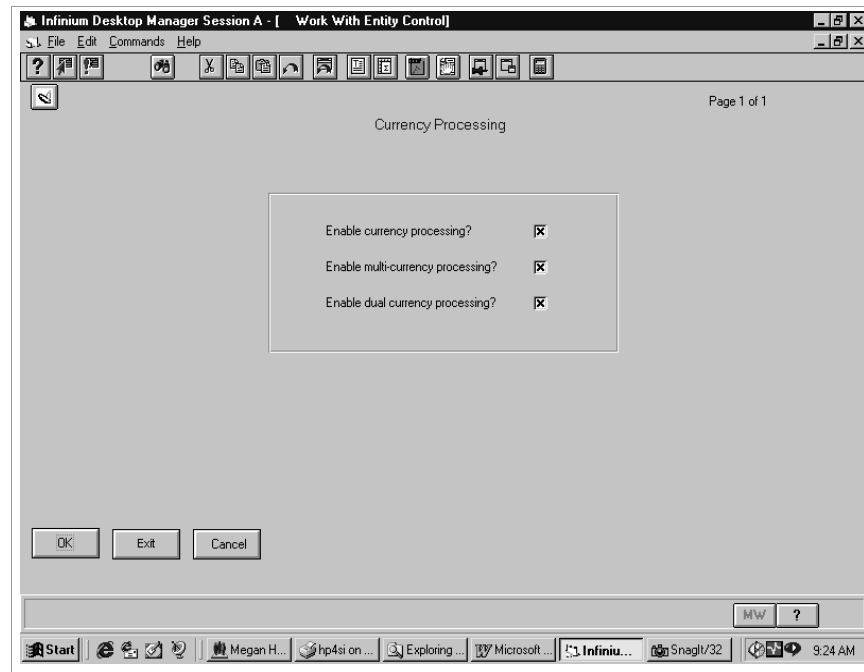 Infinium Desktop Manager Session A - [ Work With Entity Control]
File Edit Commands Help
Page 1 of 1
Currency Processing
Enable currency processing?
Enable multi-currency processing?
Enable dual currency processing?
OK Exit Cancel
MW ?
Start Megan H... hp4si on ... Exploring ... Microsoft ... Infiniu... SnagIt/32 9:24 AM